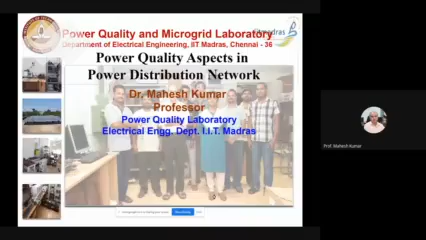 Power Quality and Microgrid Laboratory
Department of Electrical Engineering, IIT Madras, Chennai - 36
Power Quality Aspects in
Power Distribution Network
Dr. Mahesh Kumar
Professor
Power Quality Laboratory
Electrical Engg. Dept. I.I.T. Madras
Prof. Mahesh Kumar